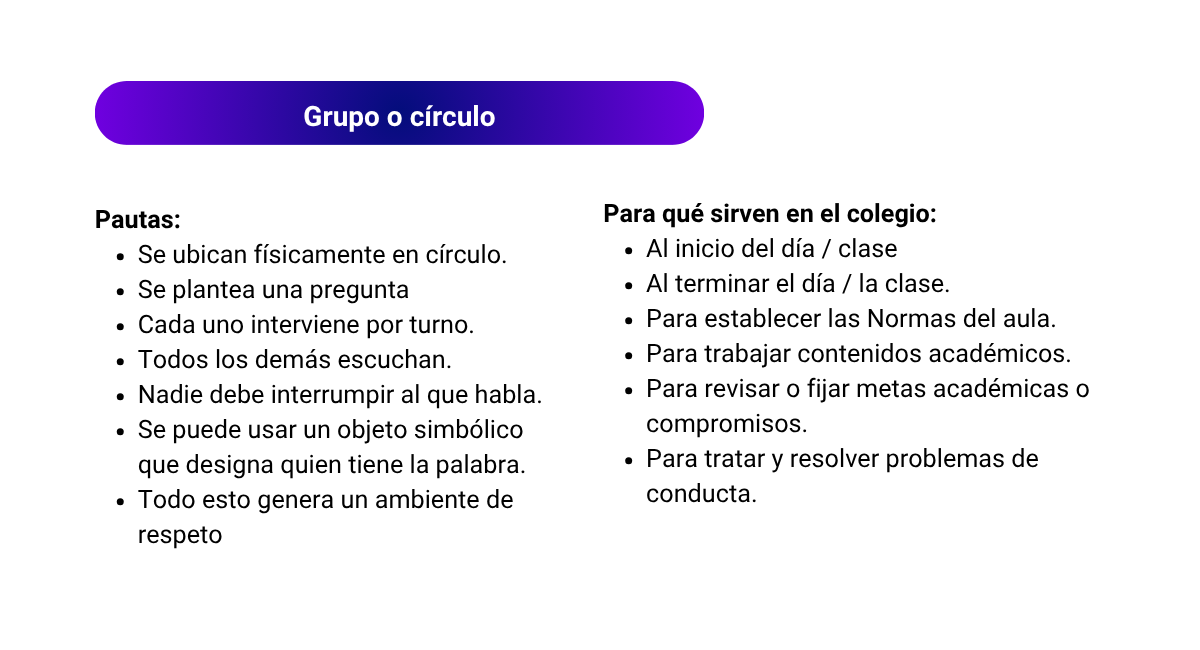 Grupo o círculo
Pautas:
• Se ubican físicamente en círculo.
• Se plantea una pregunta
• Cada uno interviene por turno.
• Todos los demás escuchan.
• Nadie debe interrumpir al que habla.
• Se puede usar un objeto simbólico
que designa quien tiene la palabra.
• Todo esto genera un ambiente de
respeto
Para qué sirven en el colegio:
• Al inicio del día / clase
• Al terminar el día / la clase.
• Para establecer las Normas del aula.
• Para trabajar contenidos académicos.
• Para revisar o fijar metas académicas o
compromisos.
• Para tratar y resolver problemas de
conducta.